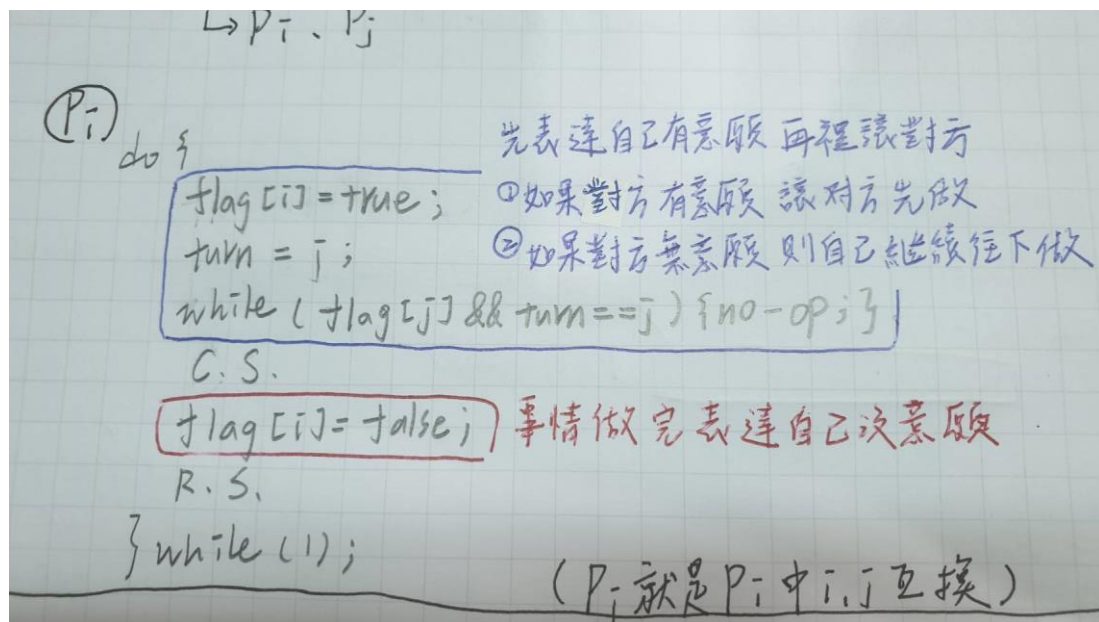 ↳ Pi、Pj
Pi
do {
先表達自己有意願 再禮讓對方
flag[i]=true;
①如果對方有意願 讓对方先做
turn = j;
②如果對方無意願 則自己繼續往下做
while (flag[j] && turn==j) {no-op;}
C.S.
flag[i]= false;
事情做完表達自己沒意願
R.S.
} while (1);
(Pj就是Pi中i,j互換)